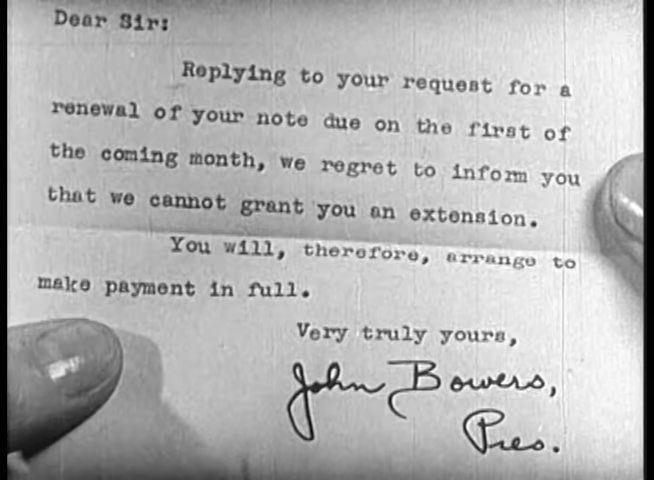 Dear Sir:
Replying to your request for a
renewal of your note due on the first of
the coming month, we regret to inform you
that we cannot grant you an extension.
You will, therefore, arrange to
make payment in full.
Very truly yours,
John Bowers,
Pres.